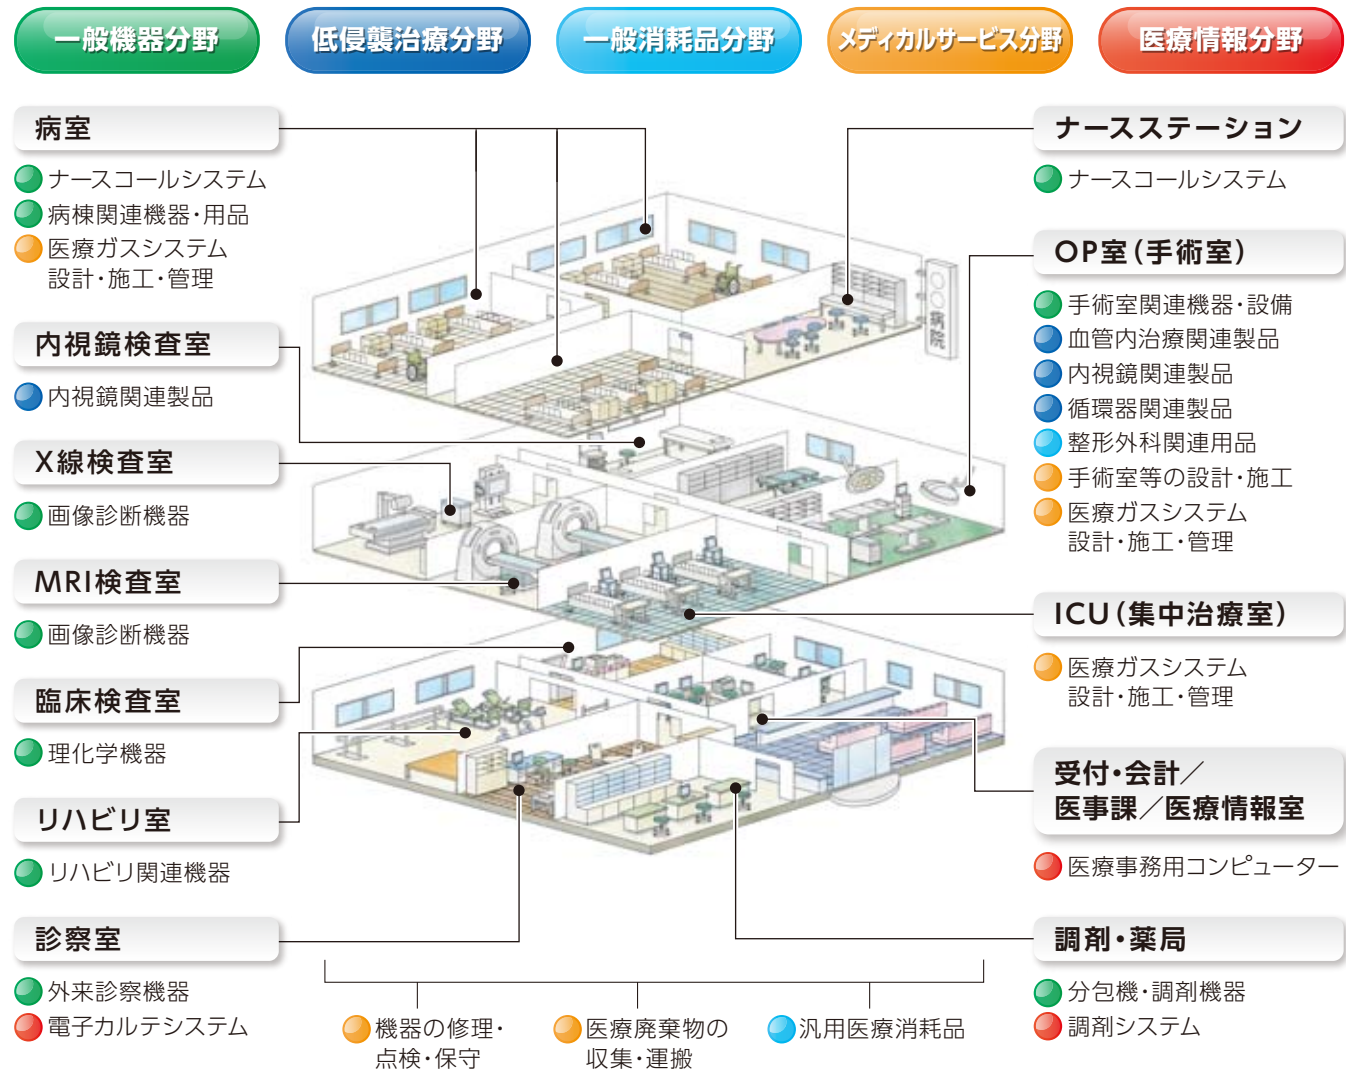 一般機器分野
低侵襲治療分野
一般消耗品分野
メディカルサービス分野
医療情報分野
病室
ナースコールシステム
病棟関連機器・用品
医療ガスシステム
設計・施工・管理
内視鏡検査室
内視鏡関連製品
X線検査室
画像診断機器
MRI検査室
画像診断機器
臨床検査室
理化学機器
リハビリ室
リハビリ関連機器
診察室
外来診察機器
電子カルテシステム
病院
機器の修理・
点検・保守
医療廃棄物の
収集・運搬
汎用医療消耗品
ナースステーション
ナースコールシステム
OP室(手術室)
手術室関連機器・設備
血管内治療関連製品
内視鏡関連製品
循環器関連製品
整形外科関連用品
手術室等の設計・施工
医療ガスシステム
設計・施工・管理
ICU(集中治療室)
医療ガスシステム
設計・施工・管理
受付・会計／
医事課／医療情報室
医療事務用コンピューター
調剤・薬局
分包機・調剤機器
調剤システム